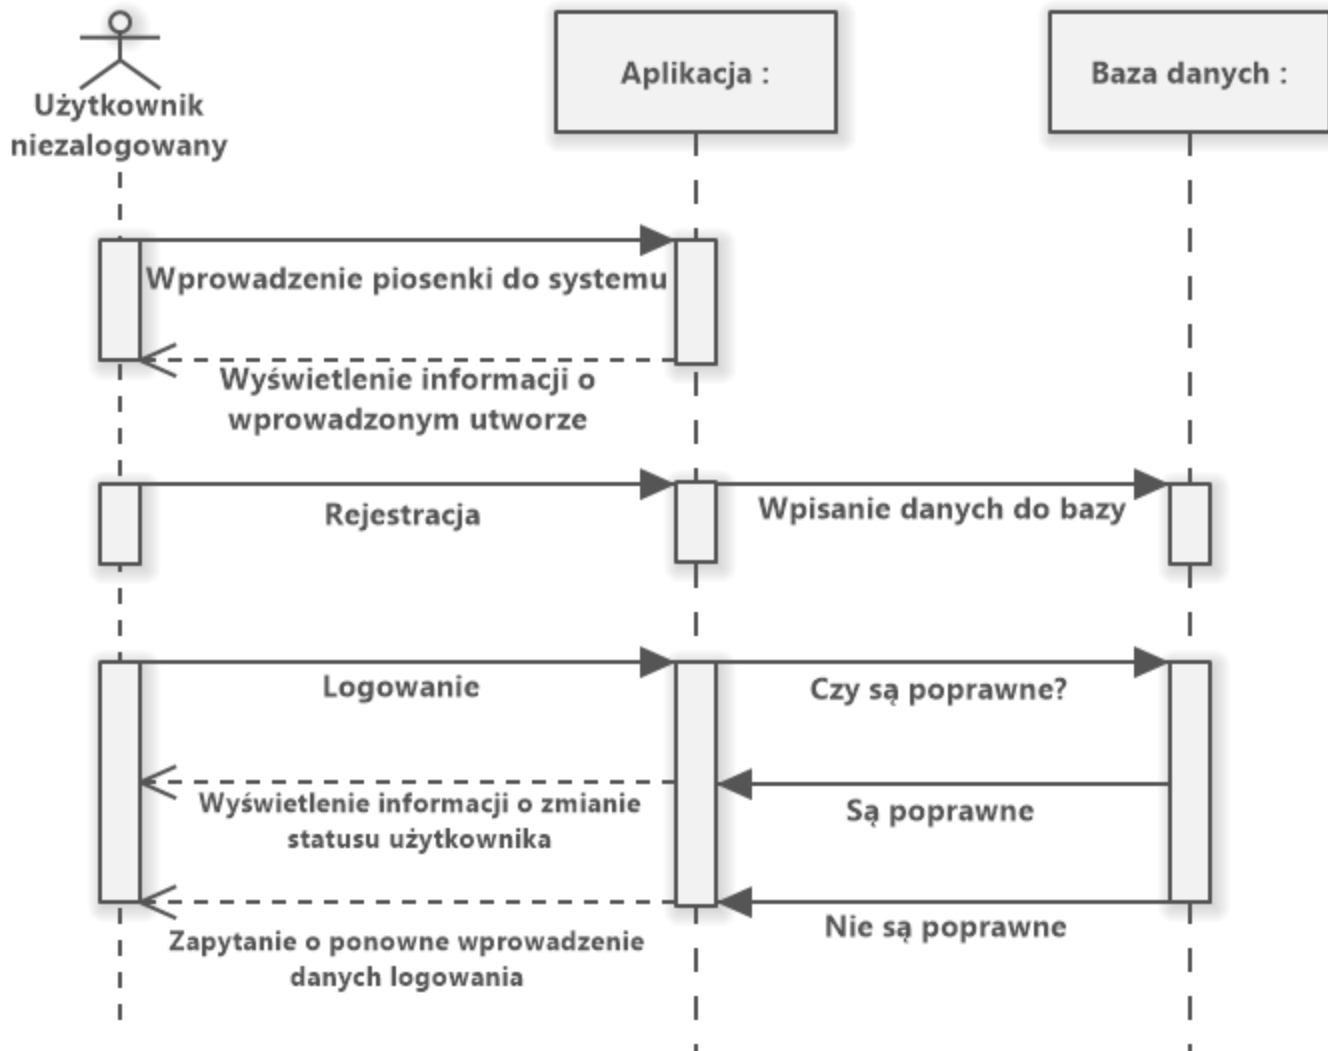 Użytkownik
niezalogowany
Aplikacja :
Baza danych :
Wprowadzenie piosenki do systemu
Wyświetlenie informacji o
wprowadzonym utworze
Rejestracja
Wpisanie danych do bazy
Logowanie
Czy są poprawne?
Wyświetlenie informacji o zmianie
statusu użytkownika
Są poprawne
Zapytanie o ponowne wprowadzenie
danych logowania
Nie są poprawne